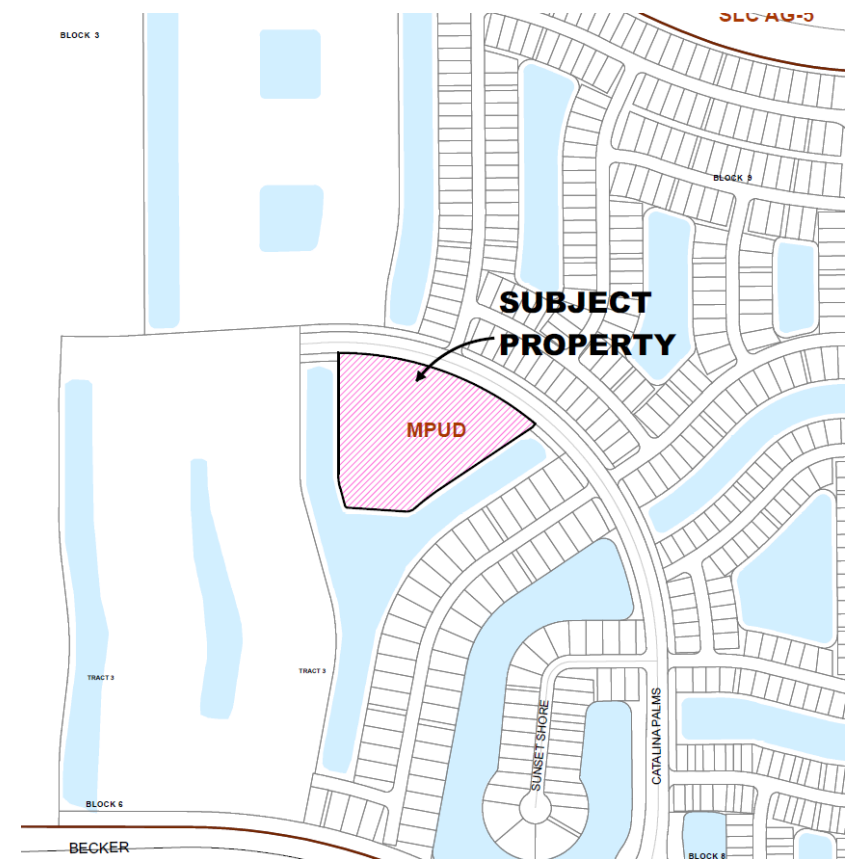 SLC AG-5
BLOCK 3
BLOCK 9
SUBJECT
PROPERTY
MPUD
TRACT 3
TRACT 3
SUNSET SHORE
CATALINA PALMS
BLOCK 6
BECKER
BLOCK 8